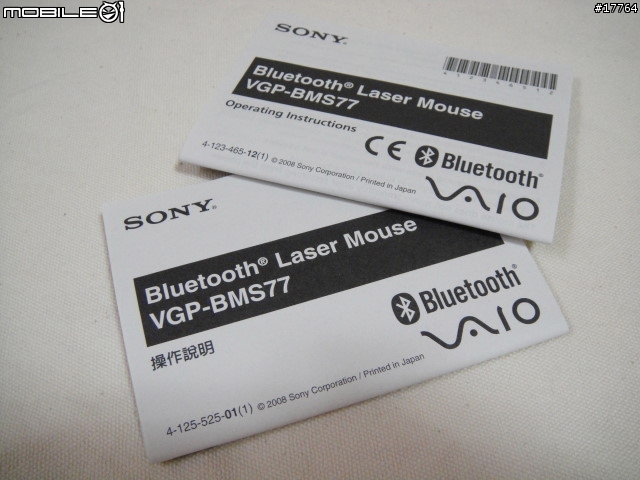 MOBILE01
#17764
SONY®
412346512
Bluetooth® Laser Mouse
VGP-BMS77
Operating Instructions
CE Bluetooth®
4-123-465-12(1) © 2008 Sony Corporation / Printed in Japan
VAIO
SONY®
Bluetooth® Laser Mouse
VGP-BMS77
Bluetooth®
操作說明
VAIO
4-125-525-01(1) © 2008 Sony Corporation / Printed in Japan